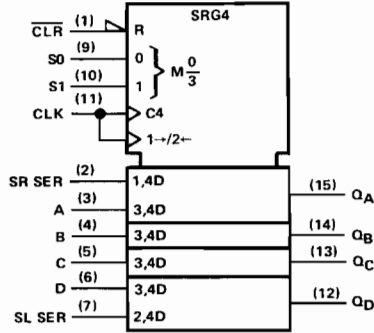 SRG4
CLR (1) R
S0 (9) 0
S1 (10) 1
M 0/3
CLK (11) C4
1→/2←
SR SER (2) 1,4D
(15) QA
A (3) 3,4D
B (4) 3,4D
(14) QB
C (5) 3,4D
(13) QC
D (6) 3,4D
(12) QD
SL SER (7) 2,4D